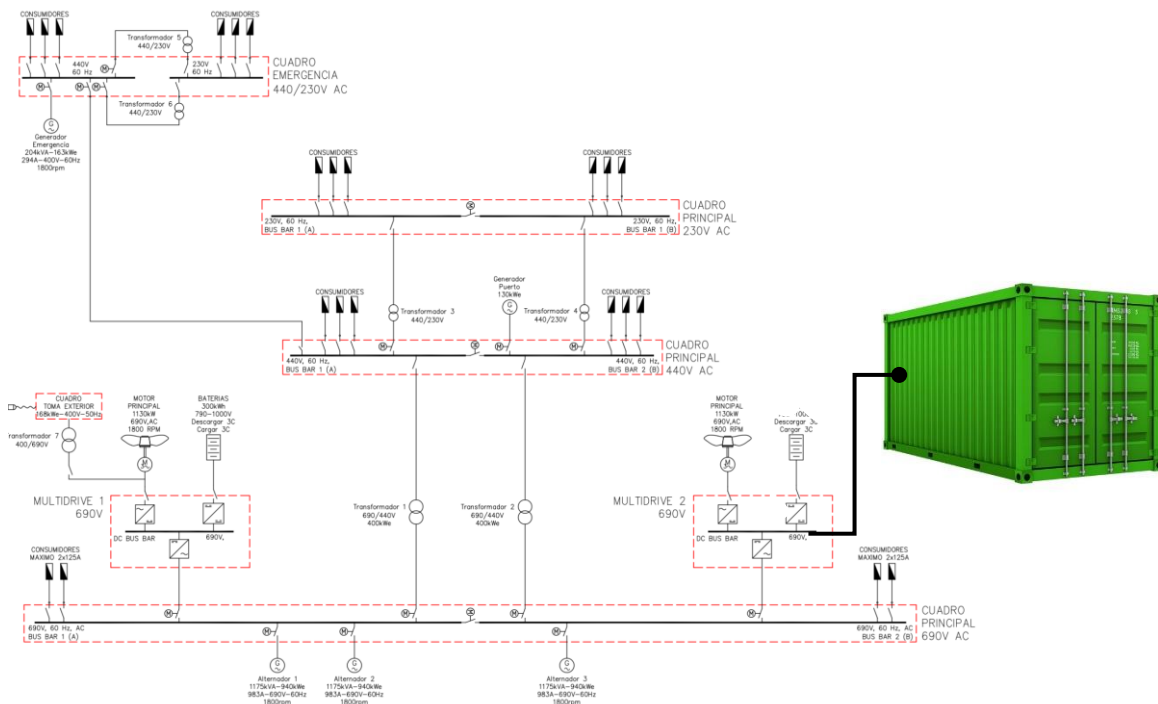 CONSUMIDORES
Transformador 5
440/230V
CONSUMIDORES
440V
60 Hz
230V
60 Hz
CUADRO
EMERGENCIA
440/230V AC
Transformador 6
440/230V
Generador
Emergencia
204kVA-163kWe
294A-400V-60Hz
1800rpm
CONSUMIDORES
CONSUMIDORES
230V, 60 Hz,
BUS BAR 1 (A)
230V, 60 Hz,
BUS BAR 1 (B)
CUADRO
PRINCIPAL
230V AC
Generador
Puerto
130kWe
CONSUMIDORES
Transformador 3
440/230V
Transformador 4
440/230V
CONSUMIDORES
440V, 60 Hz,
BUS BAR 1 (A)
440V, 60 Hz,
BUS BAR 2 (B)
CUADRO
PRINCIPAL
440V AC
CUADRO
TOMA EXTERIOR
168kWe-400V-50Hz
Transformador 7
400/690V
MOTOR
PRINCIPAL
1130kW
690V,AC
1800 RPM
BATERIAS
300kWh
790-1000V
Descargar 3C
Cargar 3C
MOTOR
PRINCIPAL
1130kW
690V,AC
1800 RPM
Descargar 3C
Cargar 3C
MULTIDRIVE 1
690V
DC BUS BAR
690V,
Transformador 1
690/440V
400kWe
Transformador 2
690/440V
400kWe
MULTIDRIVE 2
690V
DC BUS BAR
690V,
CONSUMIDORES
MAXIMO 2x125A
CONSUMIDORES
MAXIMO 2x125A
690V, 60 Hz, AC
BUS BAR 1 (A)
690V, 60 Hz, AC
BUS BAR 2 (B)
CUADRO
PRINCIPAL
690V AC
Alternador 1
1175kVA-940kWe
983A-690V-60Hz
1800rpm
Alternador 2
1175kVA-940kWe
983A-690V-60Hz
1800rpm
Alternador 3
1175kVA-940kWe
983A-690V-60Hz
1800rpm